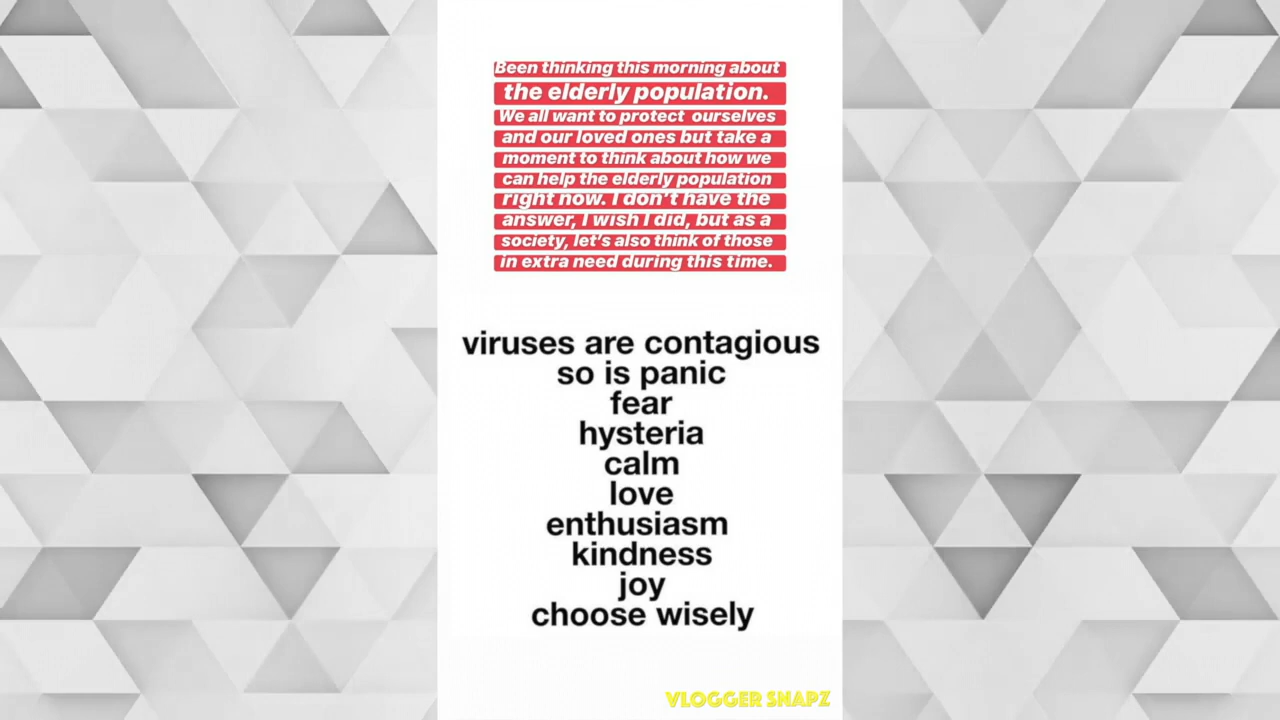 Been thinking this morning about
the elderly population.
We all want to protect ourselves
and our loved ones but take a
moment to think about how we
can help the elderly population
right now. I don't have the
answer, I wish I did, but as a
society, let's also think of those
in extra need during this time.
viruses are contagious
so is panic
fear
hysteria
calm
love
enthusiasm
kindness
joy
choose wisely
VLOGGER SNAPZ